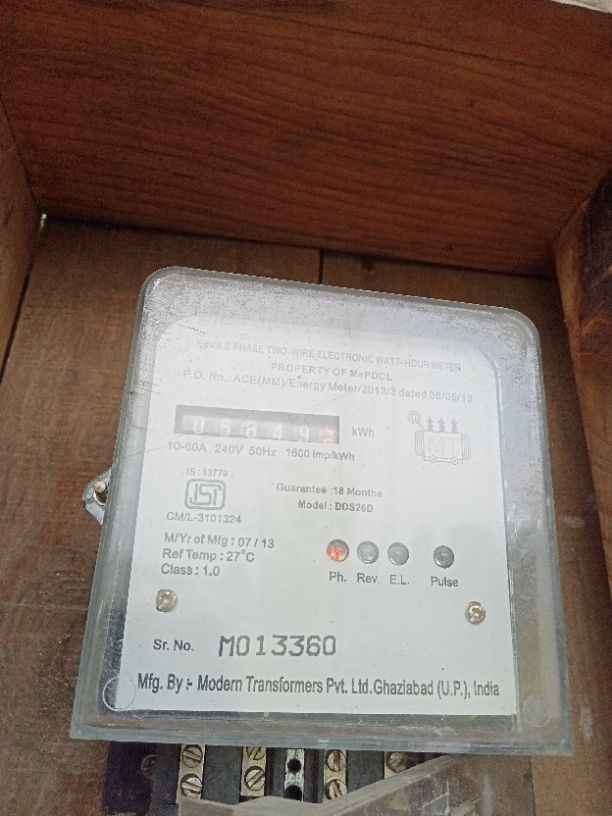 SINGLE PHASE TWO-WIRE ELECTRONIC WATT-HOUR METER
PROPERTY OF MePDCL
P.O. No.: ACE(MM)/Energy Meter/2013/3 dated 08/05/13
kWh
10-60A 240V 50Hz 1600 imp/kWh
MT
IS : 13779
ISI
CM/L-3101324
Guarantee : 18 Months
Model : DDS26D
M/Yr of Mfg : 07 / 13
Ref Temp : 27°C
Class : 1.0
Ph. Rev. E.L. Pulse
Sr. No. M013360
Mfg. By :- Modern Transformers Pvt. Ltd. Ghaziabad (U.P.), India